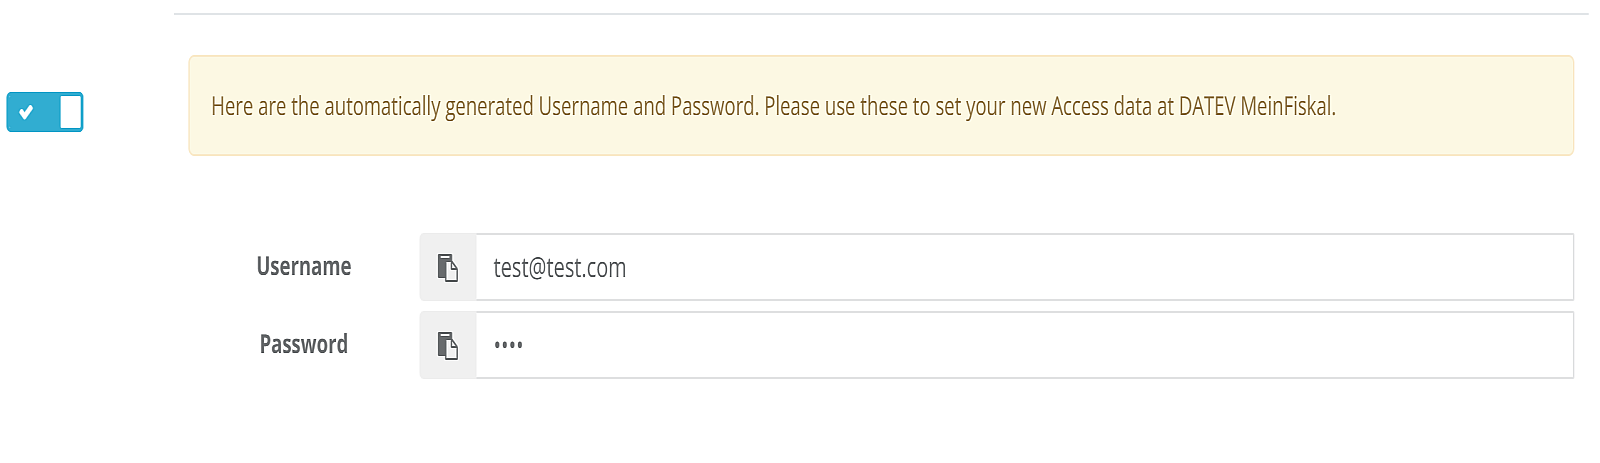 Here are the automatically generated Username and Password. Please use these to set your new Access data at DATEV MeinFiskal.
Username test@test.com
Password ••••